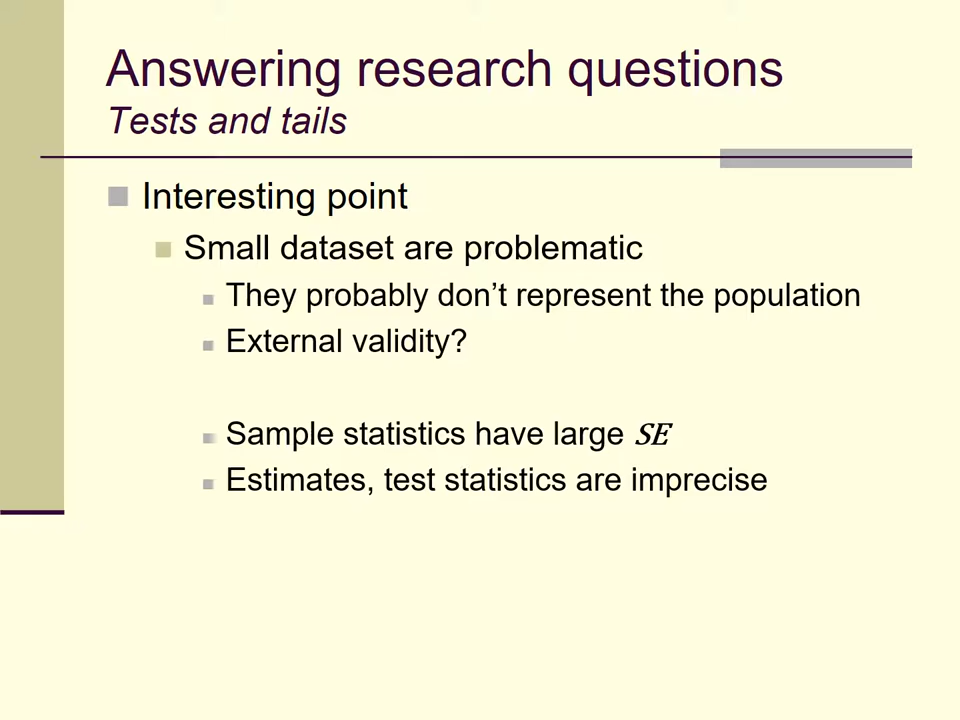 Answering research questions
Tests and tails
Interesting point
Small dataset are problematic
They probably don’t represent the population
External validity?
Sample statistics have large SE
Estimates, test statistics are imprecise